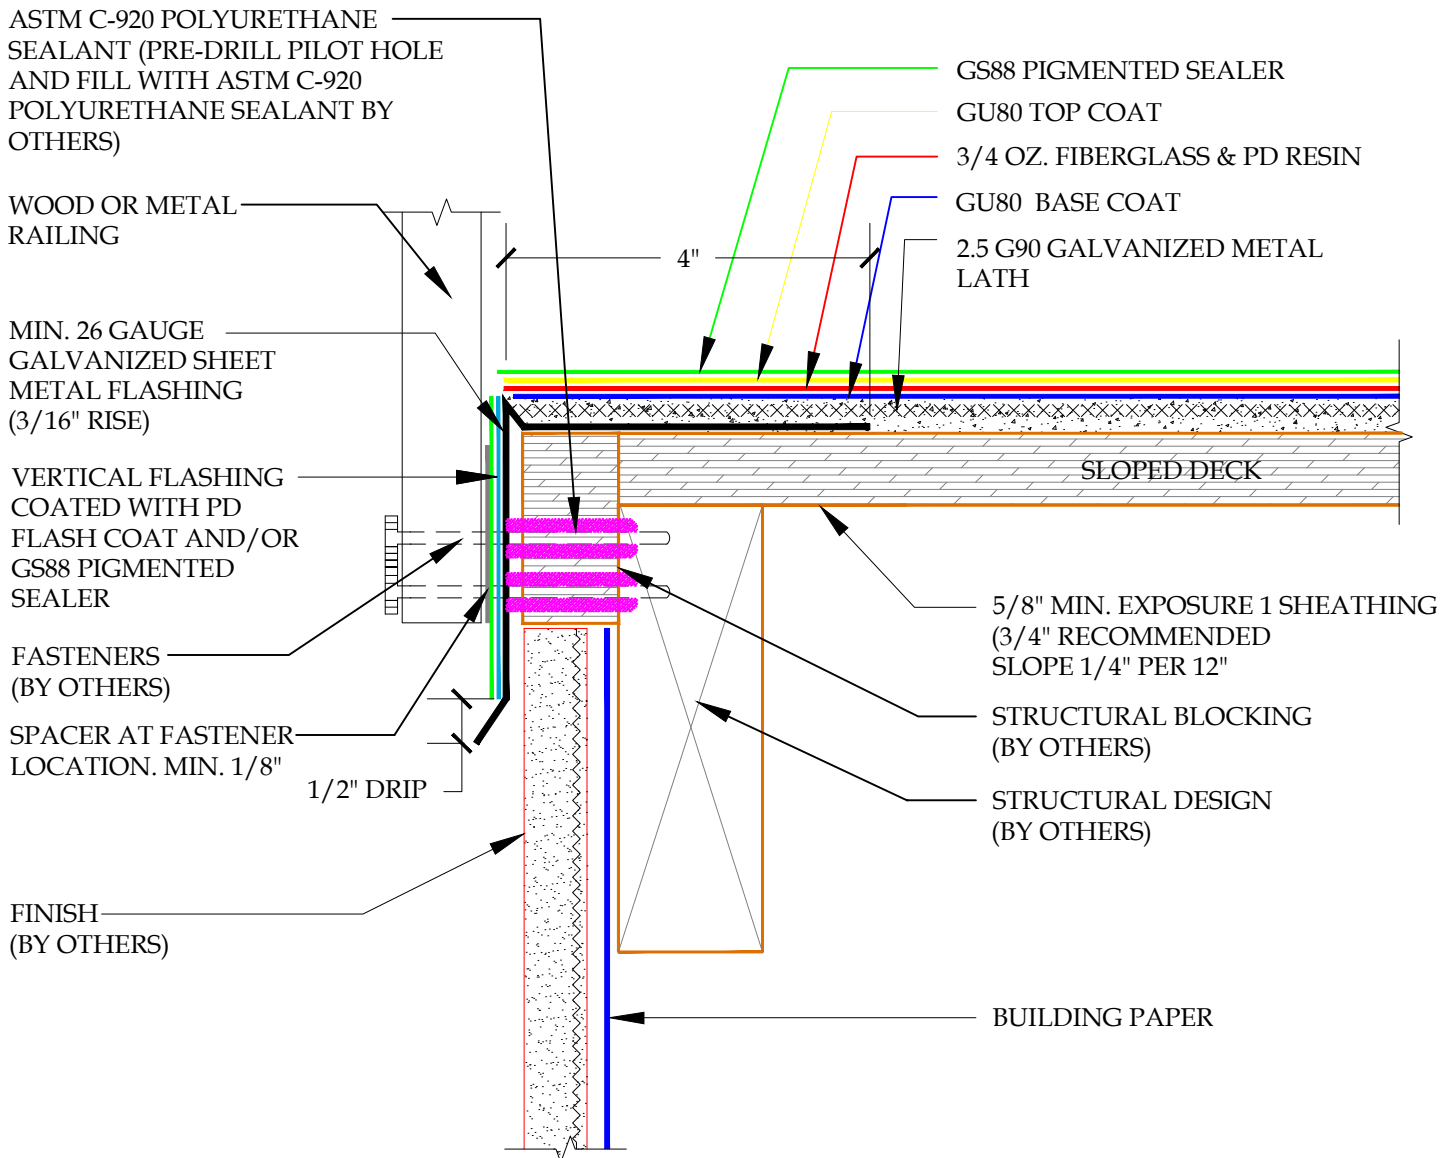 ASTM C-920 POLYURETHANE
SEALANT (PRE-DRILL PILOT HOLE
AND FILL WITH ASTM C-920
POLYURETHANE SEALANT BY
OTHERS)
WOOD OR METAL
RAILING
MIN. 26 GAUGE
GALVANIZED SHEET
METAL FLASHING
(3/16" RISE)
VERTICAL FLASHING
COATED WITH PD
FLASH COAT AND/OR
GS88 PIGMENTED
SEALER
FASTENERS
(BY OTHERS)
SPACER AT FASTENER
LOCATION. MIN. 1/8"
1/2" DRIP
FINISH
(BY OTHERS)
4"
GS88 PIGMENTED SEALER
GU80 TOP COAT
3/4 OZ. FIBERGLASS & PD RESIN
GU80 BASE COAT
2.5 G90 GALVANIZED METAL
LATH
SLOPED DECK
5/8" MIN. EXPOSURE 1 SHEATHING
(3/4" RECOMMENDED
SLOPE 1/4" PER 12"
STRUCTURAL BLOCKING
(BY OTHERS)
STRUCTURAL DESIGN
(BY OTHERS)
BUILDING PAPER